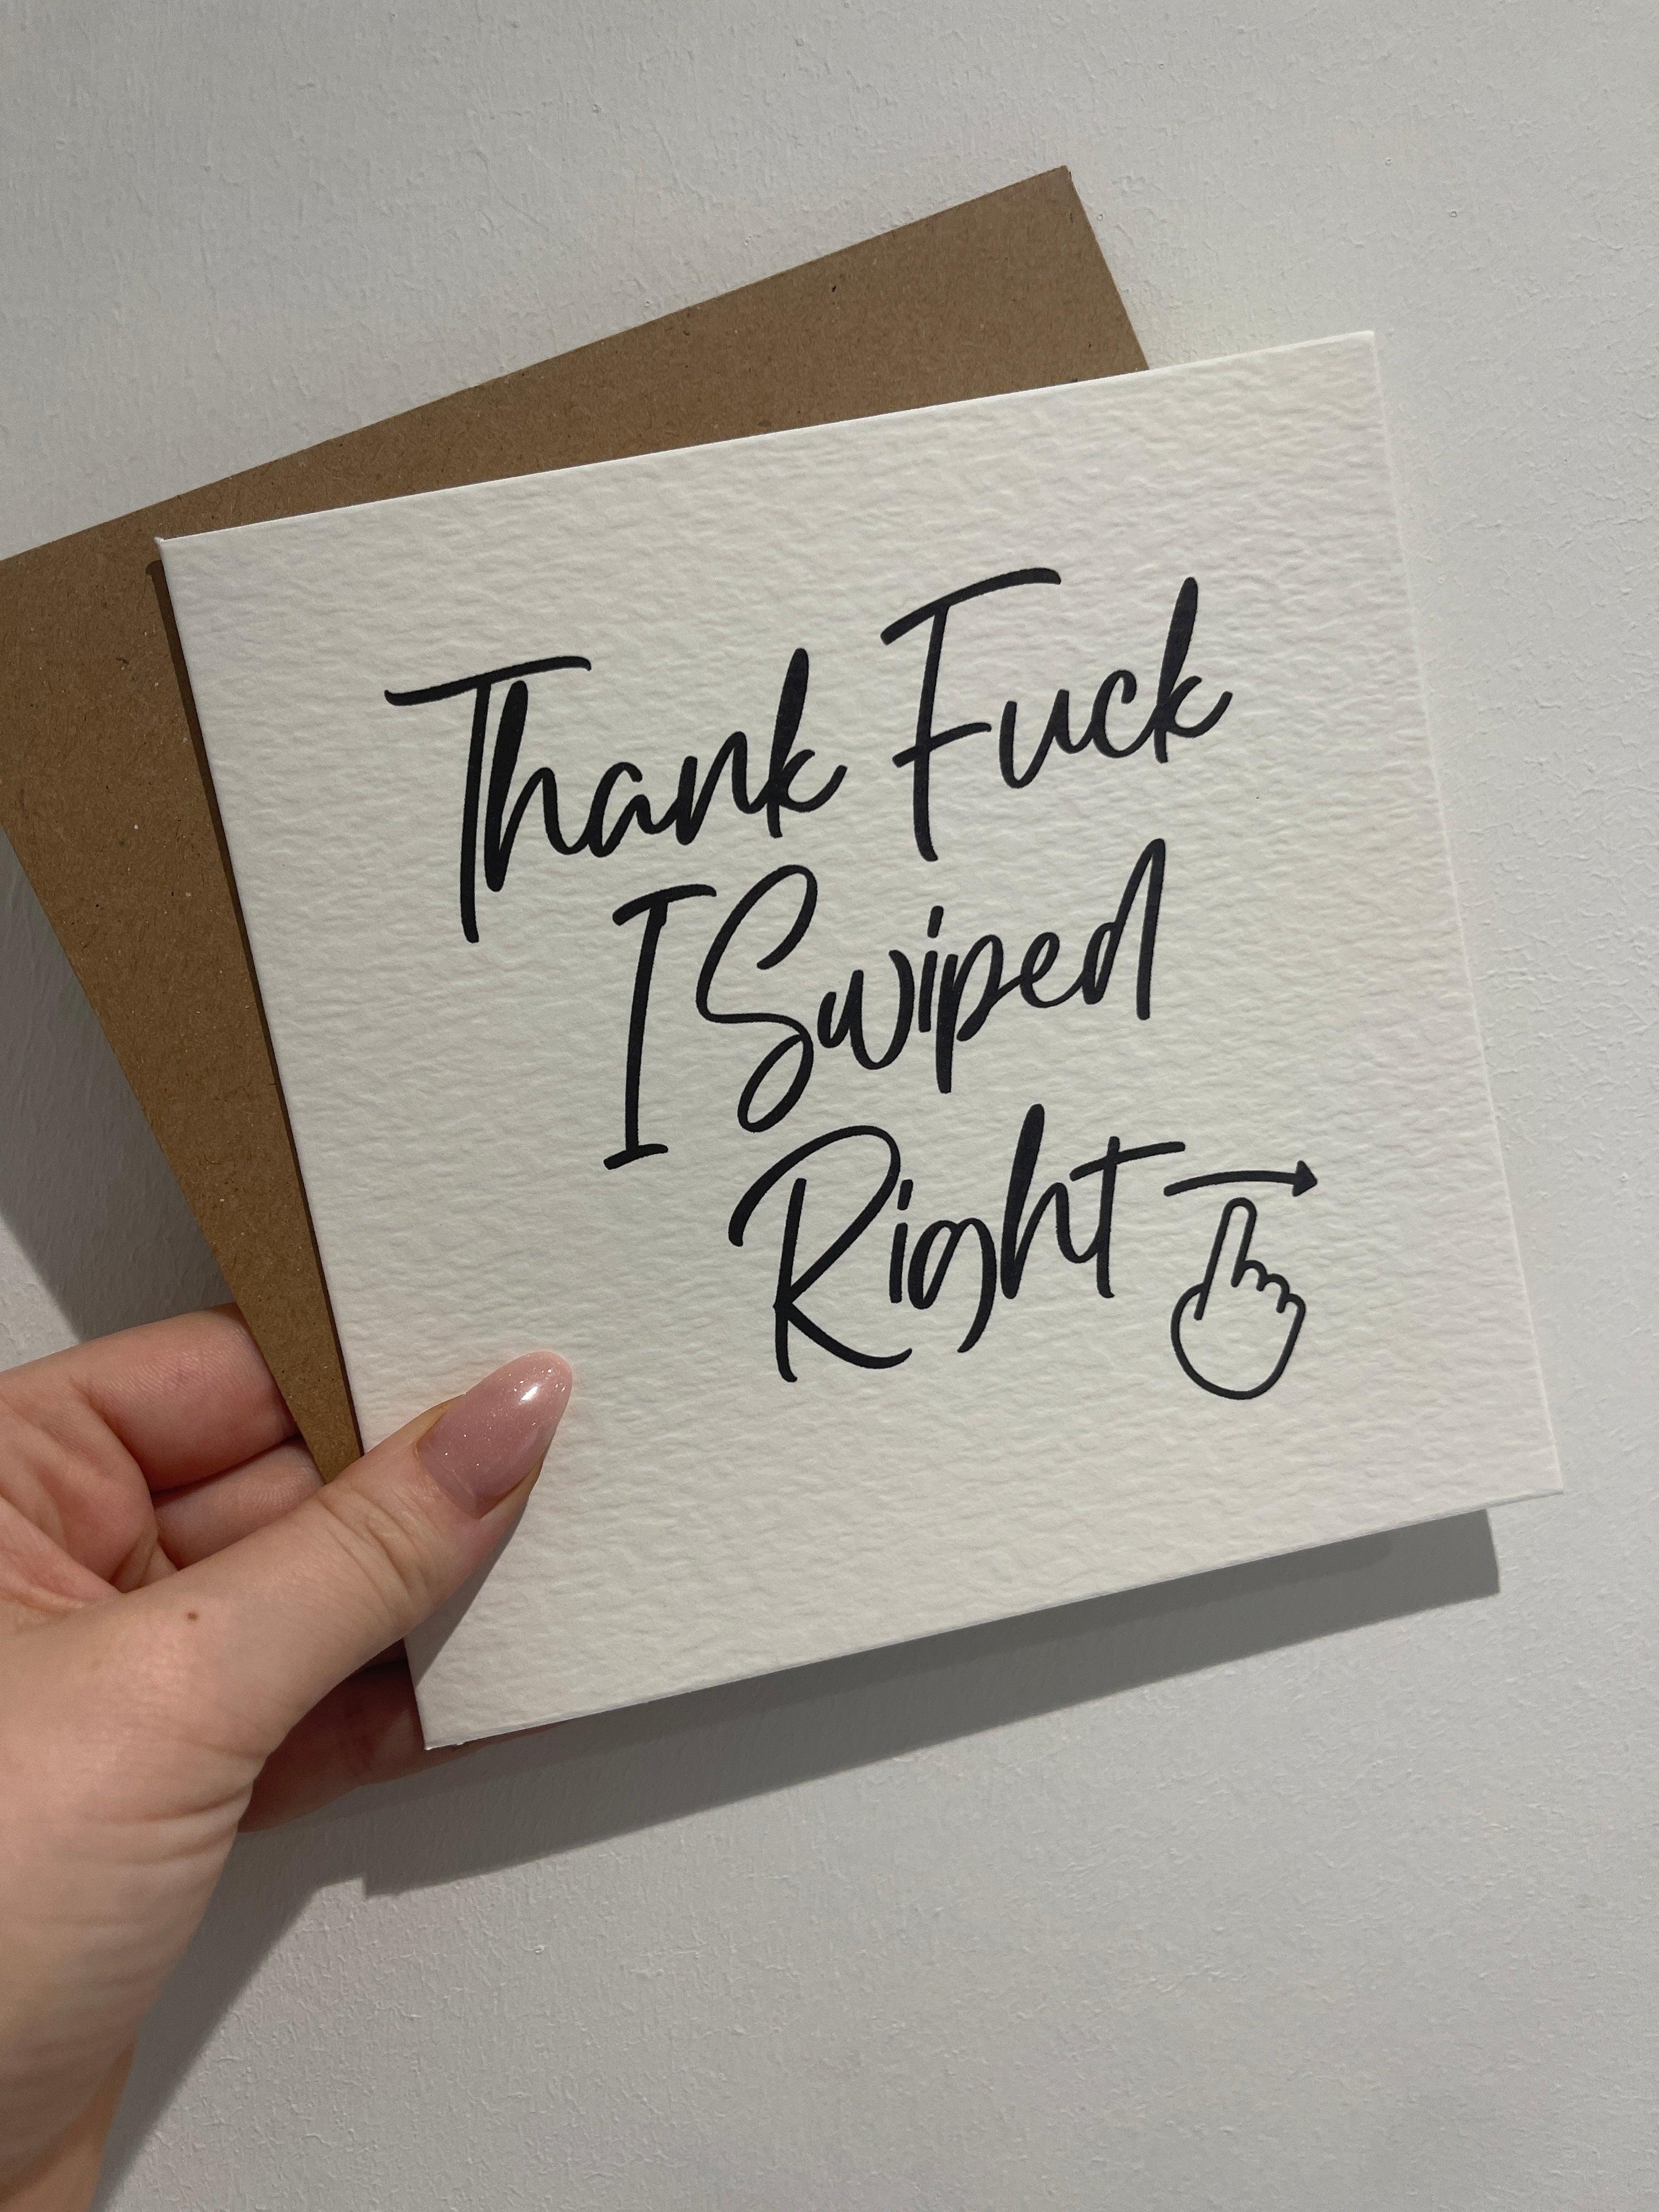 Thank Fuck
I Swiped
Right